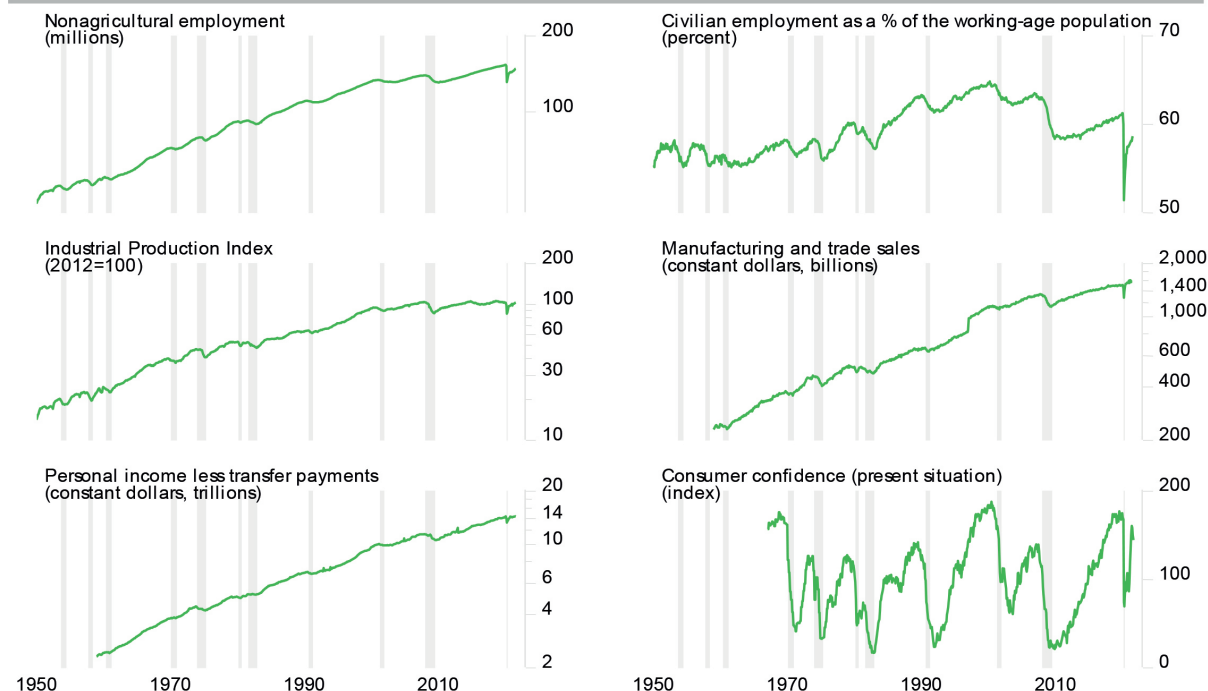 Nonagricultural employment
(millions)
200
100
Civilian employment as a % of the working-age population
(percent)
70
60
50
Industrial Production Index
(2012=100)
200
100
60
30
10
Manufacturing and trade sales
(constant dollars, billions)
2,000
1,400
1,000
600
400
200
Personal income less transfer payments
(constant dollars, trillions)
20
14
10
6
4
2
1950 1970 1990 2010
Consumer confidence (present situation)
(index)
200
100
0
1950 1970 1990 2010